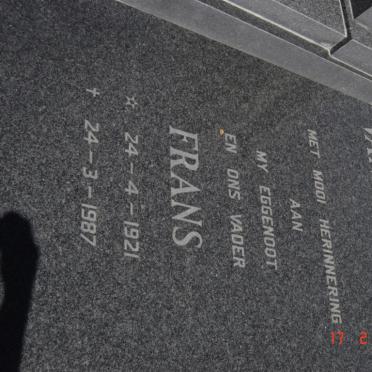 MET MOOI HERINNERING
AAN
MY EGGENOOT
EN ONS VADER
FRANS
☆ 24-4-1921
✝ 24-3-1987
17 2